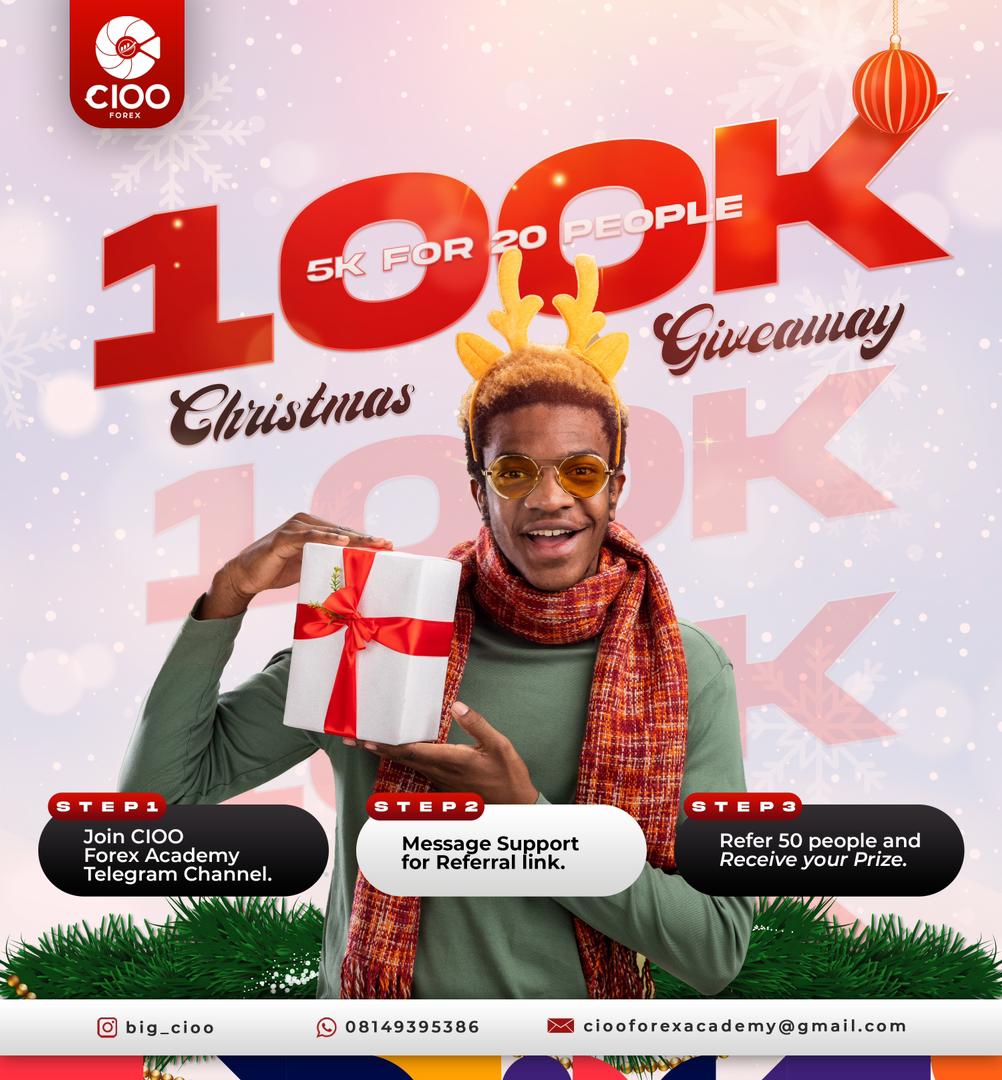 CIOO
FOREX
100K
5K FOR 20 PEOPLE
Christmas
Giveaway
100K
K
STEP1
Join CIOO
Forex Academy
Telegram Channel.
STEP2
Message Support
for Referral link.
STEP3
Refer 50 people and
Receive your Prize.
big_cioo
08149395386
ciooforexacademy@gmail.com